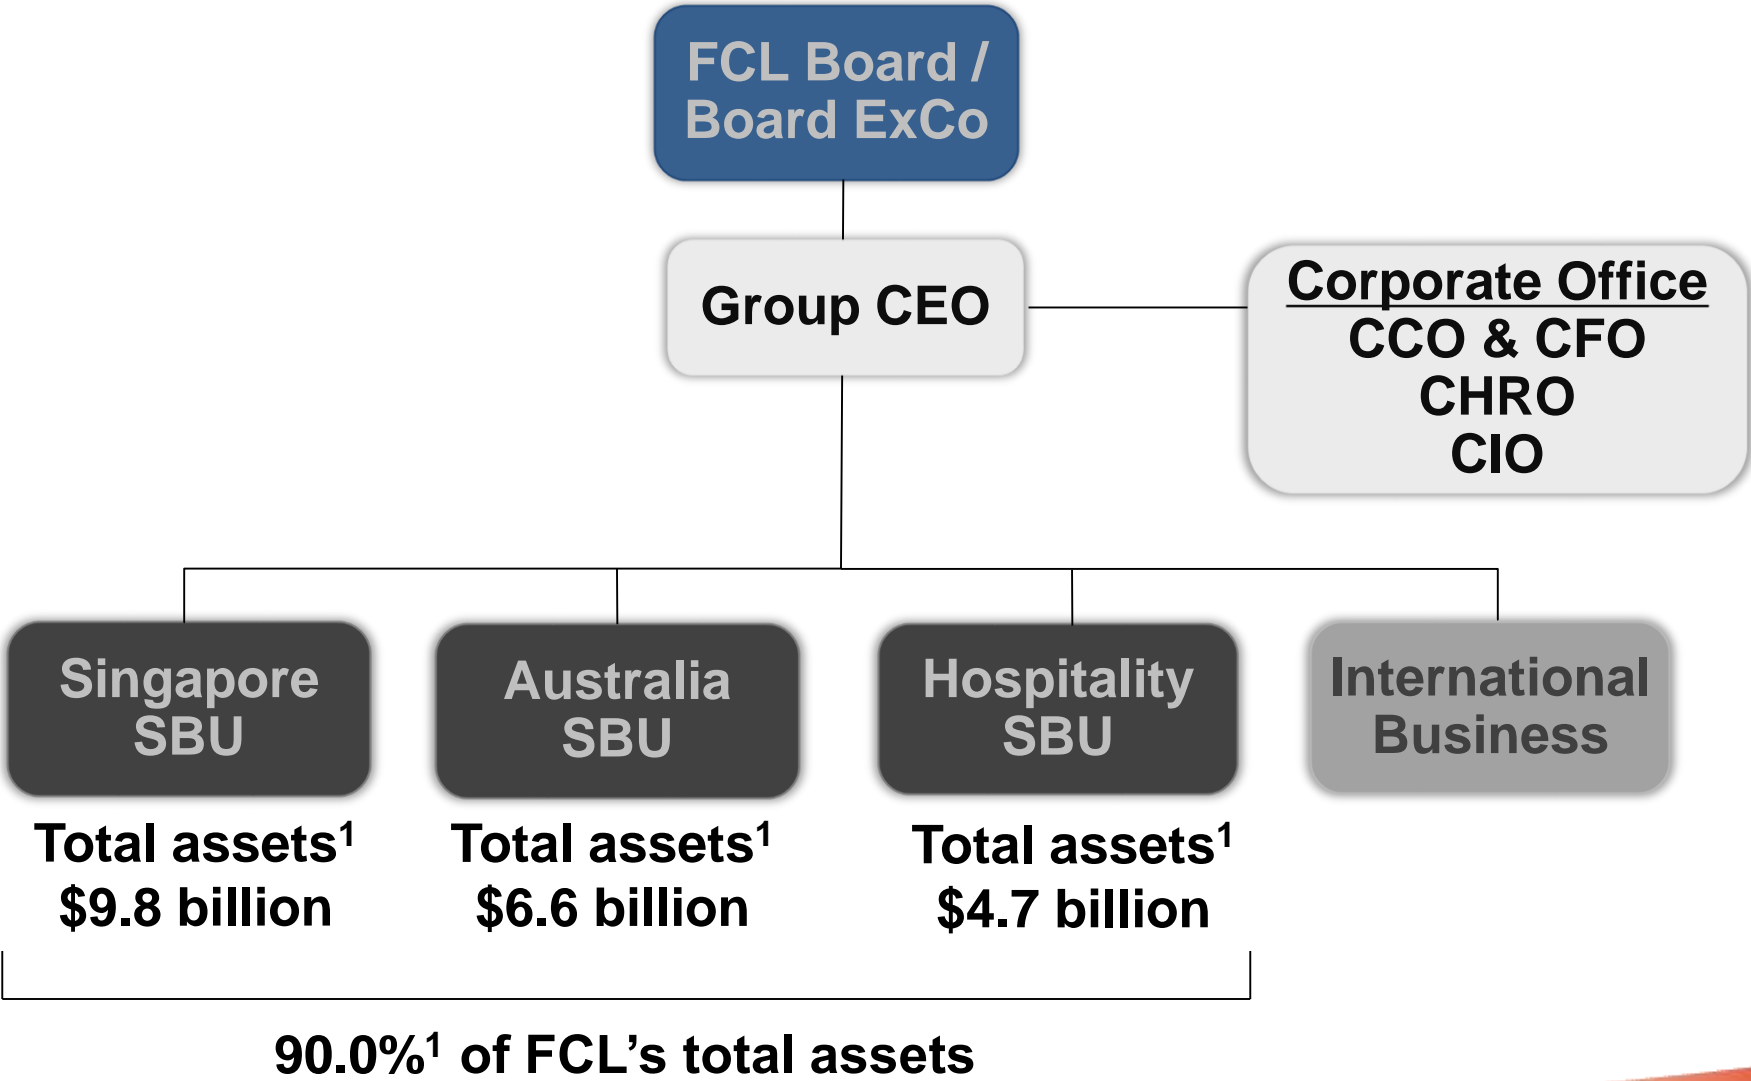 FCL Board /
Board ExCo
Group CEO
Corporate Office
CCO & CFO
CHRO
CIO
Singapore
SBU
Australia
SBU
Hospitality
SBU
International
Business
Total assets¹
$9.8 billion
Total assets¹
$6.6 billion
Total assets¹
$4.7 billion
90.0%¹ of FCL’s total assets